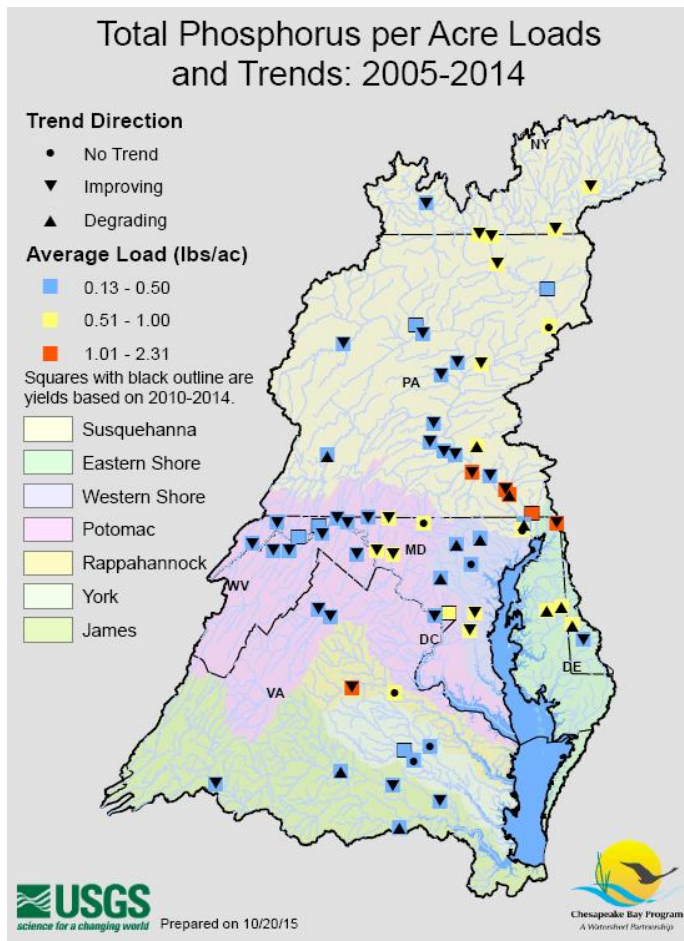 Total Phosphorus per Acre Loads
and Trends: 2005-2014
Trend Direction
No Trend
Improving
Degrading
Average Load (lbs/ac)
0.13 - 0.50
0.51 - 1.00
1.01 - 2.31
Squares with black outline are
yields based on 2010-2014.
Susquehanna
Eastern Shore
Western Shore
Potomac
Rappahannock
York
James
NY
PA
MD
WV
DC
DE
VA
USGS
science for a changing world
Prepared on 10/20/15
Chesapeake Bay Program
A Watershed Partnership